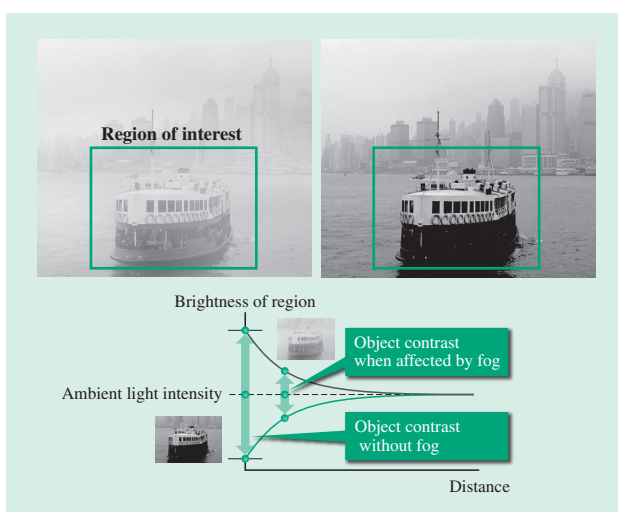 Region of interest
Brightness of region
Object contrast
when affected by fog
Ambient light intensity
Object contrast
without fog
Distance